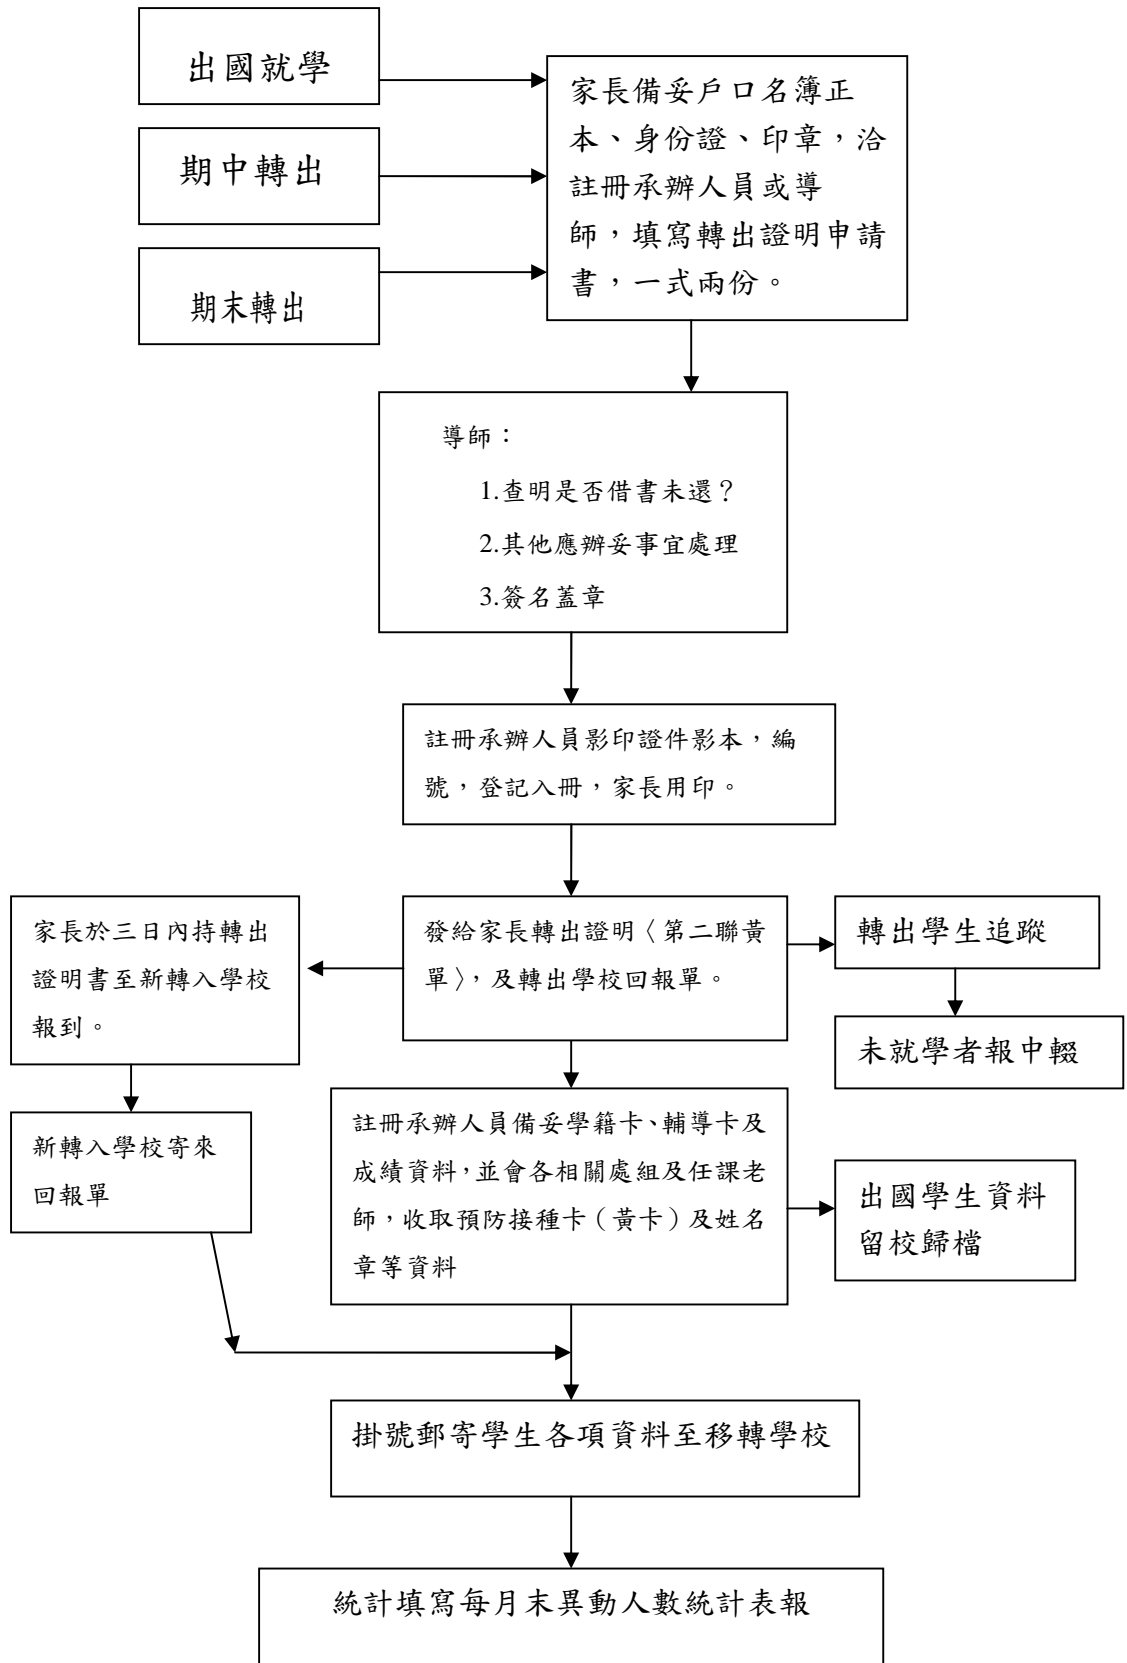 出國就學
期中轉出
期末轉出
家長備妥戶口名簿正
本、身份證、印章，洽
註冊承辦人員或導
師，填寫轉出證明申請
書，一式兩份。
導師：
1.查明是否借書未還？
2.其他應辦妥事宜處理
3.簽名蓋章
註冊承辦人員影印證件影本，編
號，登記入冊，家長用印。
家長於三日內持轉出
證明書至新轉入學校
報到。
發給家長轉出證明〈第二聯黃
單〉，及轉出學校回報單。
轉出學生追蹤
未就學者報中輟
新轉入學校寄來
回報單
註冊承辦人員備妥學籍卡、輔導卡及
成績資料，並會各相關處組及任課老
師，收取預防接種卡（黃卡）及姓名
章等資料
出國學生資料
留校歸檔
掛號郵寄學生各項資料至移轉學校
統計填寫每月末異動人數統計表報